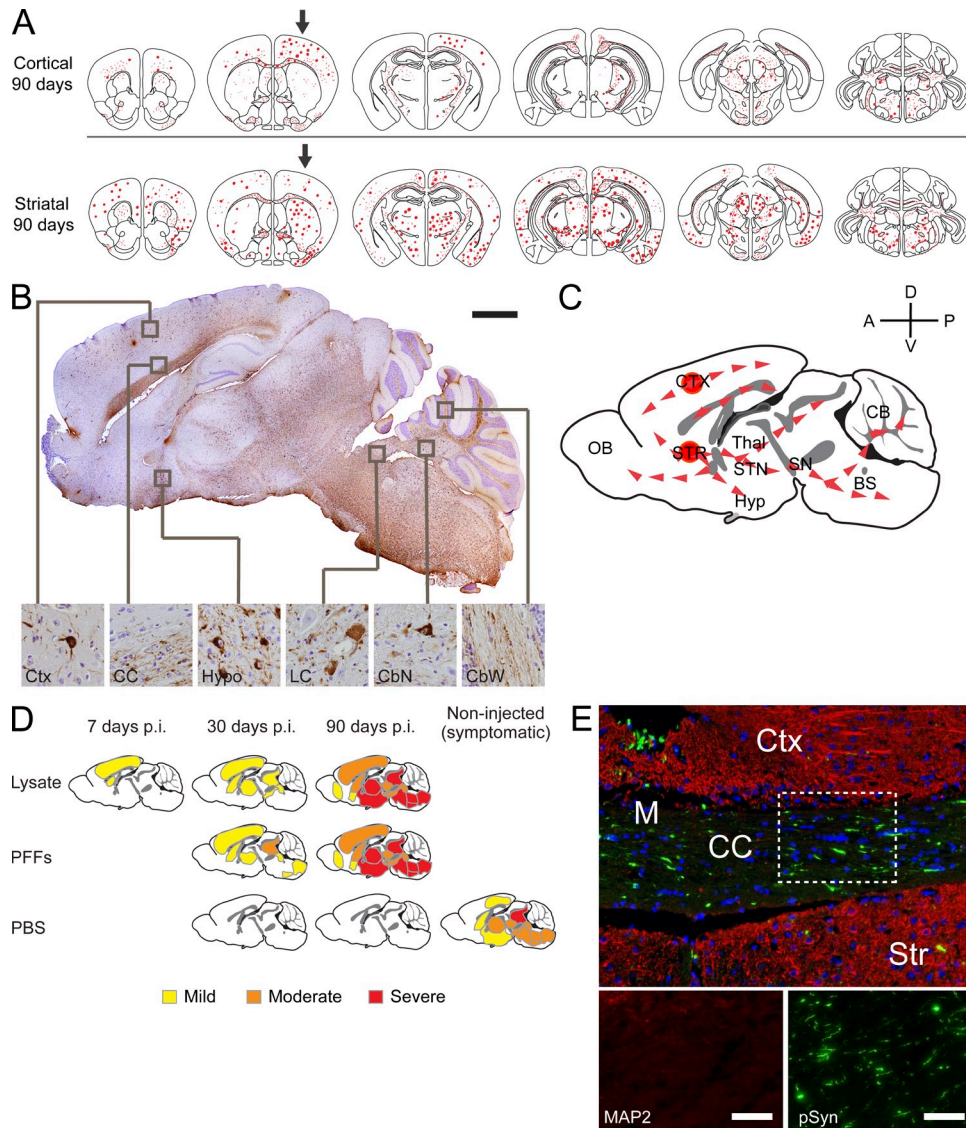 A
Cortical
90 days
Striatal
90 days
B
Ctx
CC
Hypo
LC
CbN
CbW
C
D
A
P
V
CTX
OB
STR
Thal
STN
SN
Hyp
CB
BS
D
7 days p.i.
30 days p.i.
90 days p.i.
Non-injected
(symptomatic)
Lysate
PFFs
PBS
Mild
Moderate
Severe
E
Ctx
M
CC
Str
MAP2
pSyn